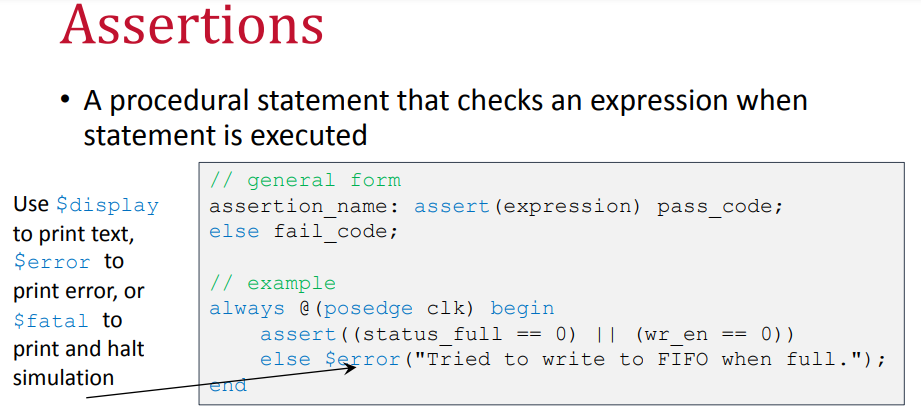 Assertions
• A procedural statement that checks an expression when
statement is executed
Use $display
to print text,
$error to
print error, or
$fatal to
print and halt
simulation
// general form
assertion_name: assert(expression) pass_code;
else fail_code;
// example
always @(posedge clk) begin
assert((status_full == 0) || (wr_en == 0))
else $error("Tried to write to FIFO when full.");
end